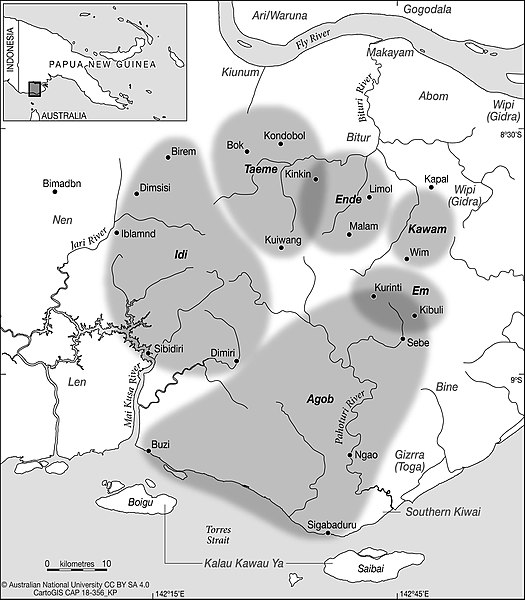 Ari/Waruna
Gogodala
Fly River
Makayam
INDONESIA
PAPUA NEW GUINEA
AUSTRALIA
Kiunum
Bituri River
Abom
Wipi
(Gidra)
8°30'S
Bitur
Kondobol
Bok
Birem
Taeme
Kinkin
Ende
Limol
Kapal
Wipi
(Gidra)
Bimadbn
Dimsisi
Nen
Iblamnd
Malam
Kawam
Jari River
Kuiwang
Idi
Wim
Kurinti
Em
Kibuli
Sebe
Sibidiri
Dimiri
9°S
Len
Mai Kusa River
Agob
Pahoturi River
Bine
Buzi
Ngao
Gizrra
(Toga)
Boigu
Southern Kiwai
Torres
Strait
Sigabaduru
Kalau Kawau Ya
Saibai
0 kilometres 10
© Australian National University CC BY SA 4.0
CartoGIS CAP 18-356_KP
142°15'E
142°45'E